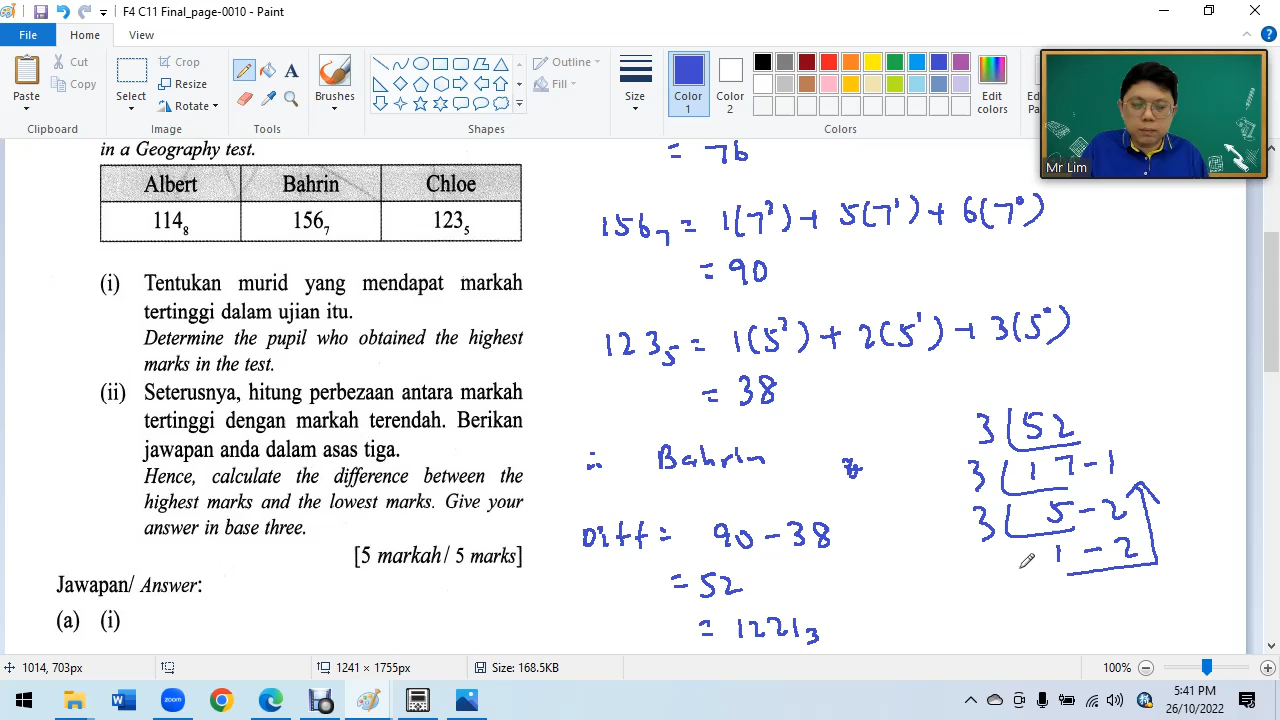 F4 C11 Final_page-0010 - Paint
File Home View
Paste Cut Copy Clipboard
Select Crop Resize Rotate Image
Tools
Brushes
Outline Fill Shapes
Size
Color 1 Color 2 Edit colors Colors
Mr Lim
in a Geography test.
Albert Bahrin Chloe
114₈ 156₇ 123₅
(i) Tentukan murid yang mendapat markah
tertinggi dalam ujian itu.
Determine the pupil who obtained the highest
marks in the test.
(ii) Seterusnya, hitung perbezaan antara markah
tertinggi dengan markah terendah. Berikan
jawapan anda dalam asas tiga.
Hence, calculate the difference between the
highest marks and the lowest marks. Give your
answer in base three.
[5 markah/ 5 marks]
Jawapan/ Answer:
(a) (i)
= 76
156₇ = 1(7²) + 5(7¹) + 6(7⁰)
= 90
123₅ = 1(5²) + 2(5¹) + 3(5⁰)
= 38
∴ Bahrin
Diff = 90 - 38
= 52
= 1221₃
3 52
3 17 - 1
3 5 - 2
1 - 2
1014, 703px 1241 × 1755px Size: 168.5KB 100%
zoom
5:41 PM
26/10/2022